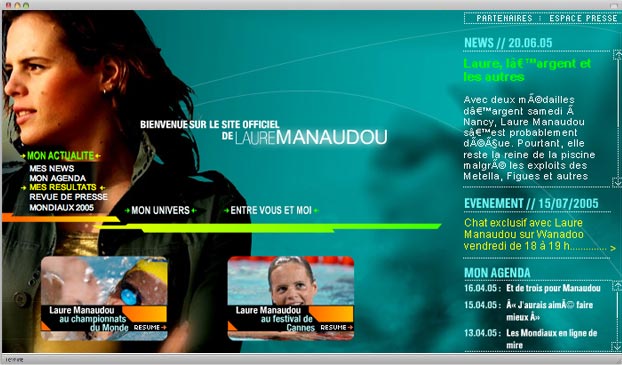 PARTENAIRES : ESPACE PRESSE
NEWS // 20.06.05
Laure, lâ€™argent et
les autres
Avec deux mÃ©dailles
dâ€™argent samedi Ã
Nancy, Laure Manaudou
sâ€™est probablement
dÃ©Ã§ue. Pourtant, elle
reste la reine de la piscine
malgrÃ© les exploits des
Metella, Figues et autres
BIENVENUE SUR LE SITE OFFICIEL
DE LAURE MANAUDOU
MON ACTUALITE
MES NEWS
MON AGENDA
MES RESULTATS
REVUE DE PRESSE
MONDIAUX 2005
MON UNIVERS
ENTRE VOUS ET MOI
EVENEMENT // 15/07/2005
Chat exclusif avec Laure
Manaudou sur Wanadoo
vendredi de 18 à 19 h............. >
Laure Manaudou
au championnats
du Monde
RESUME
Laure Manaudou
au festival de
Cannes
RESUME
MON AGENDA
16.04.05 : Et de trois pour Manaudou
15.04.05 : Â« J'aurais aimÃ© faire
mieux Â»
13.04.05 : Les Mondiaux en ligne de
mire